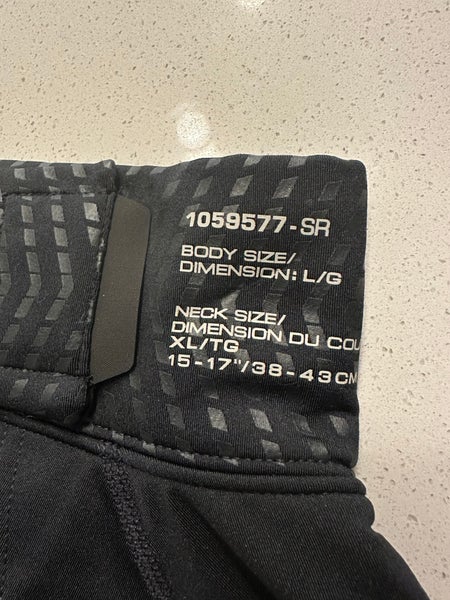 1059577-SR
BODY SIZE/
DIMENSION: L/G
NECK SIZE/
DIMENSION DU COU
XL/TG
15-17"/38-43CM